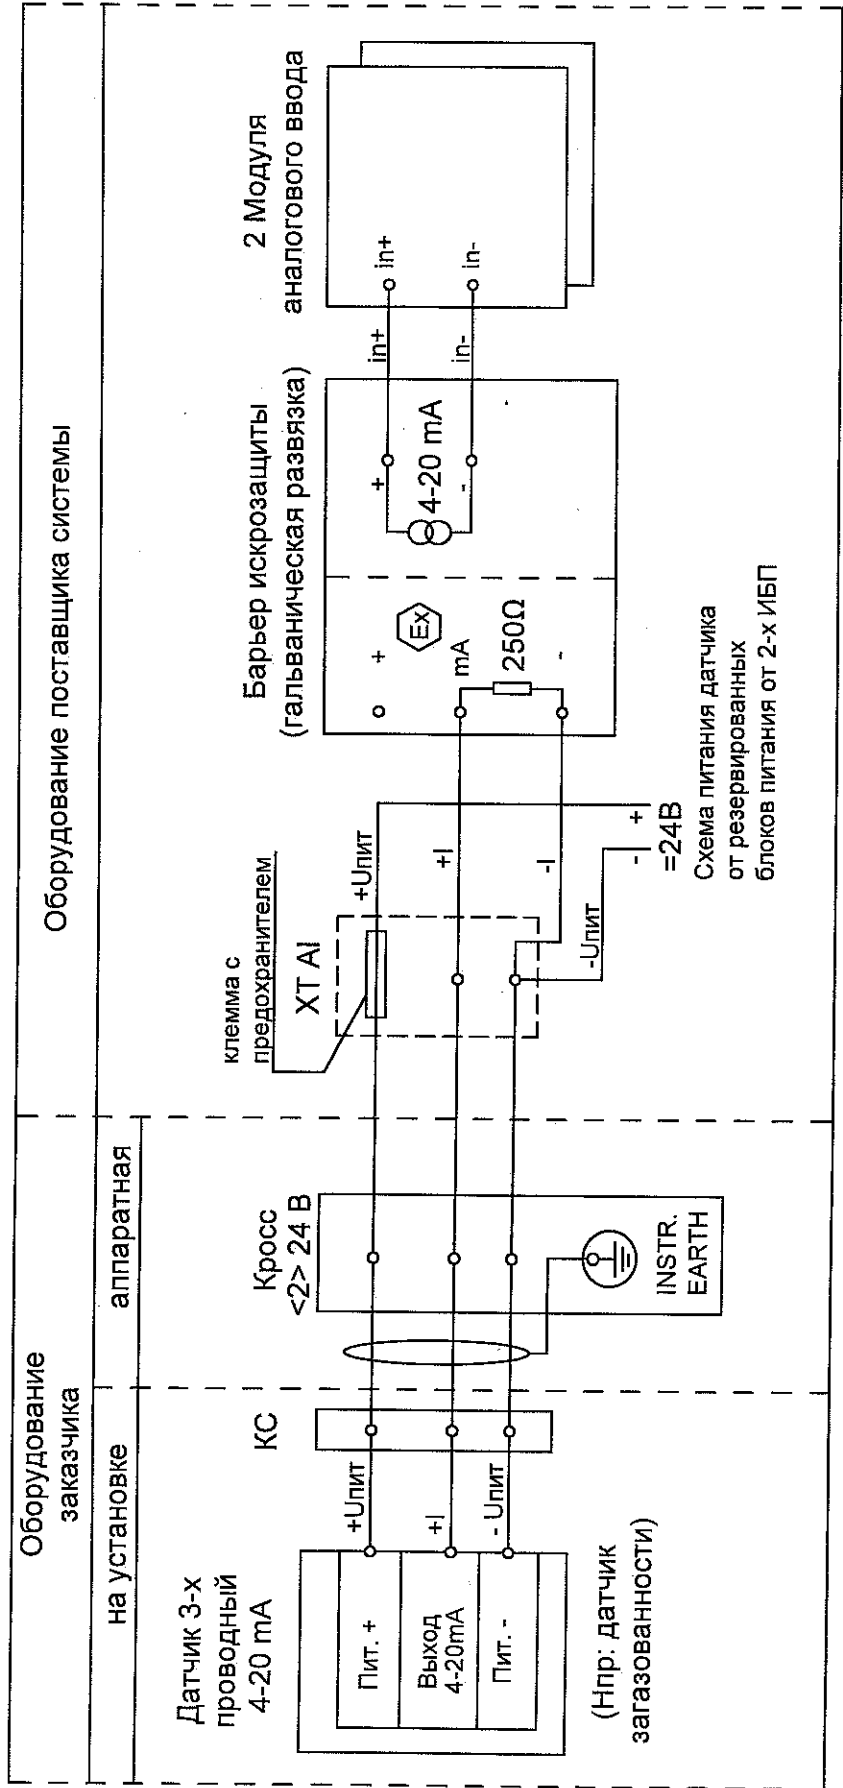 Оборудование
заказчика
Оборудование поставщика системы
на установке
аппаратная
Датчик 3-х
проводный
4-20 mA
Пит. +
Выход
4-20mA
Пит. -
(Нпр: датчик
загазованности)
+Uпит
+I
- Uпит
КС
Кросс
<2> 24 В
INSTR.
EARTH
клемма с
предохранителем
XT AI
+Uпит
+I
-I
-Uпит
- +
=24В
Схема питания датчика
от резервированных
блоков питания от 2-х ИБП
Барьер искрозащиты
(гальваническая развязка)
+
Ex
mA
250Ω
-
+
4-20 mA
-
in+
in-
2 Модуля
аналогового ввода
in+
in-